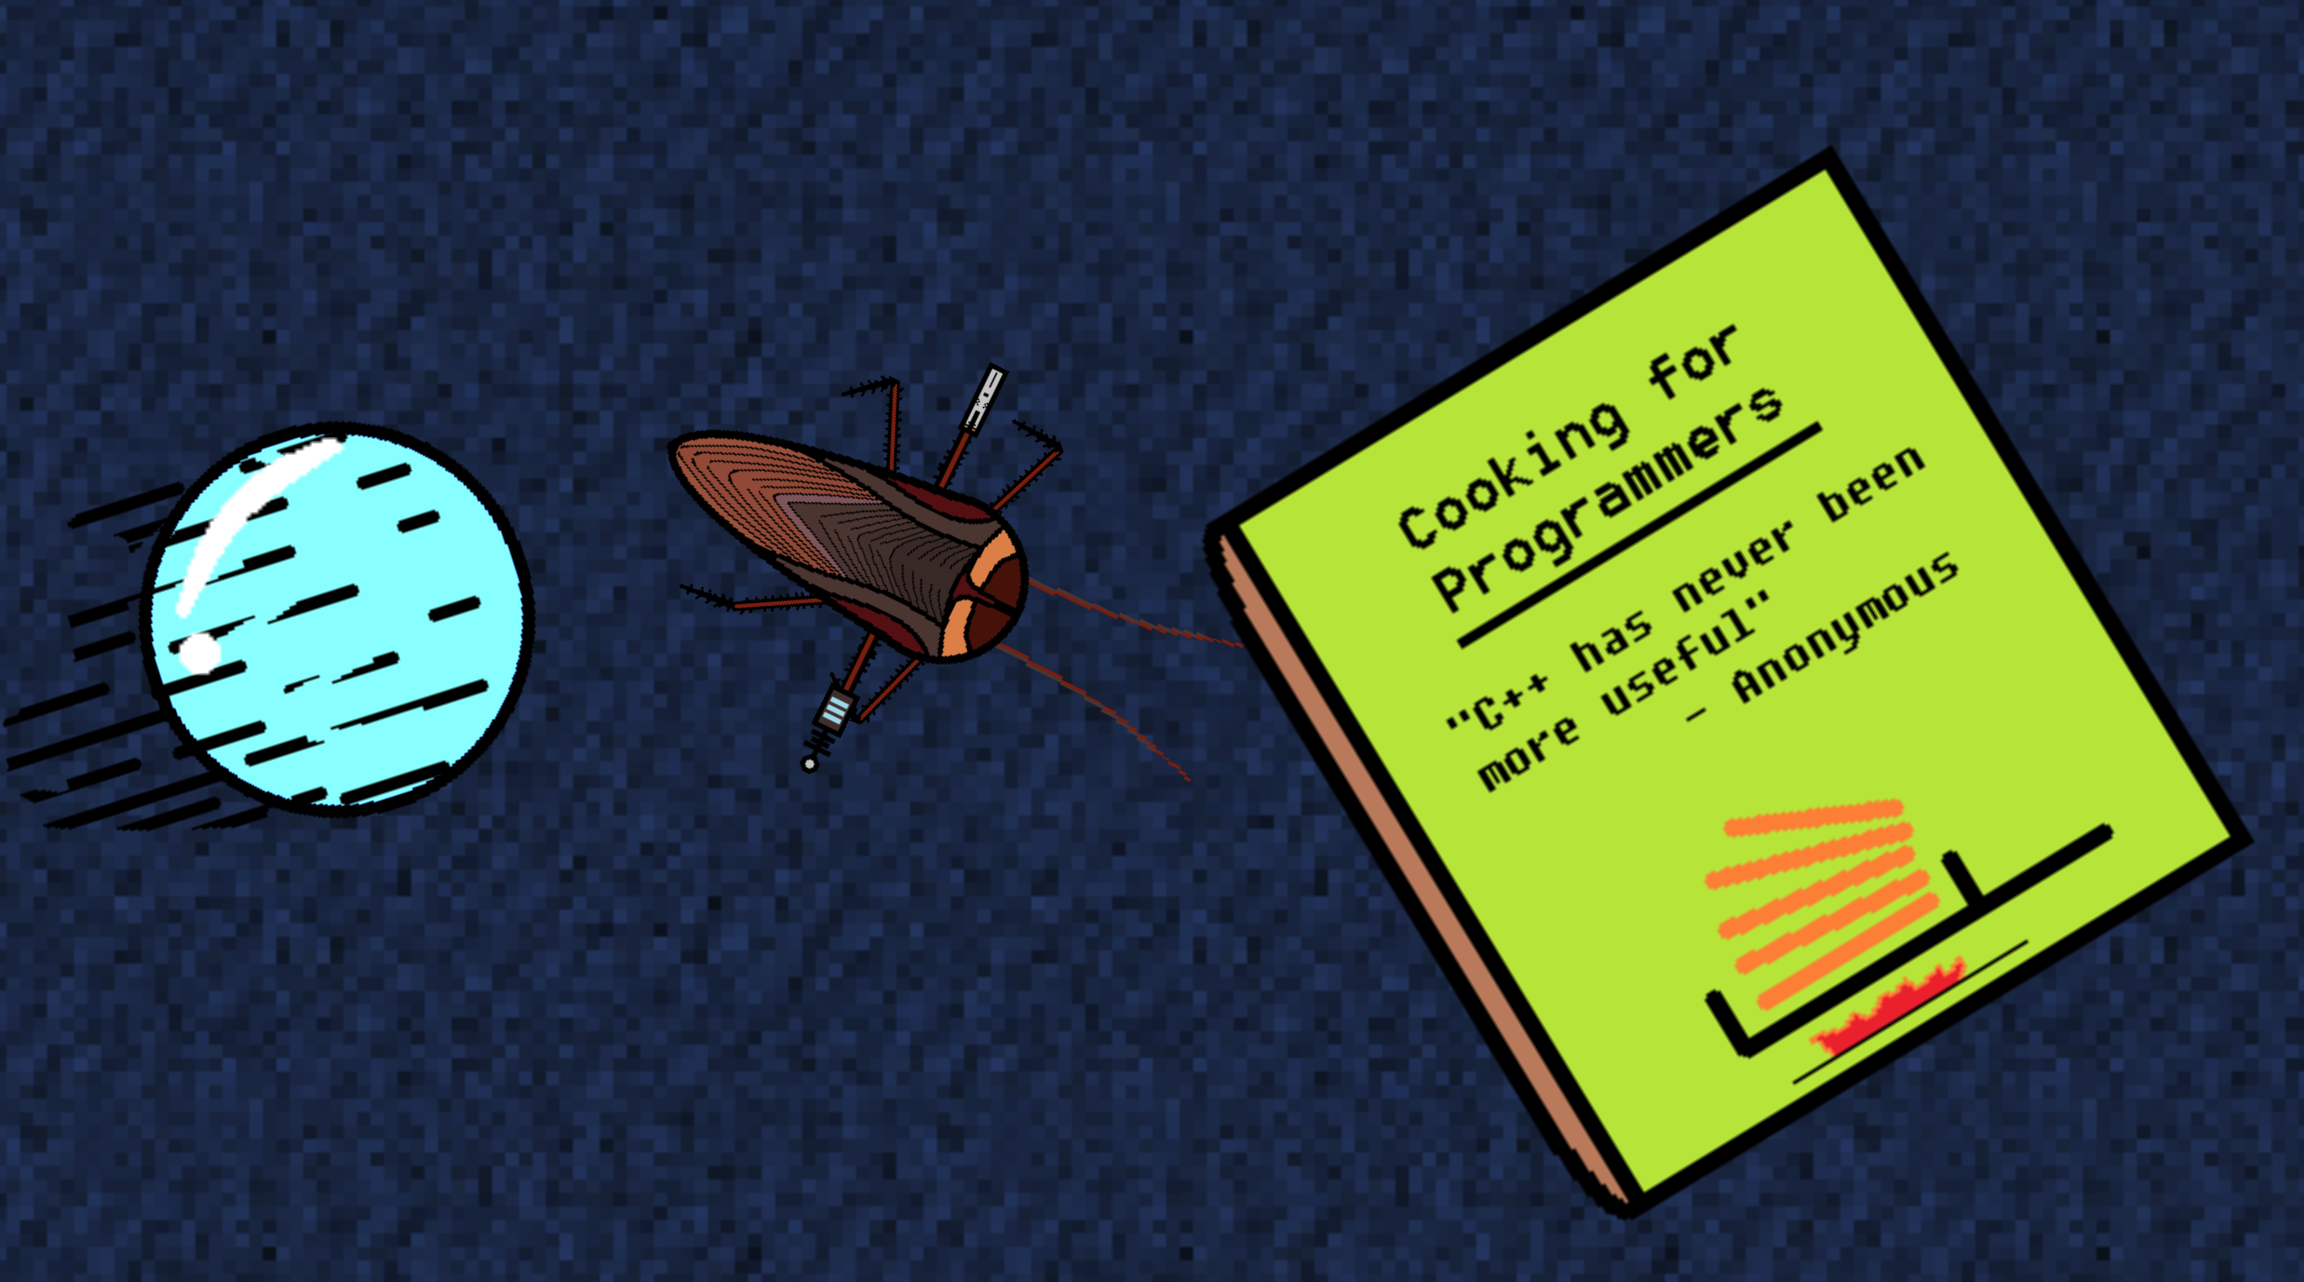 Cooking for
Programmers
"C++ has never been
more useful"
- Anonymous